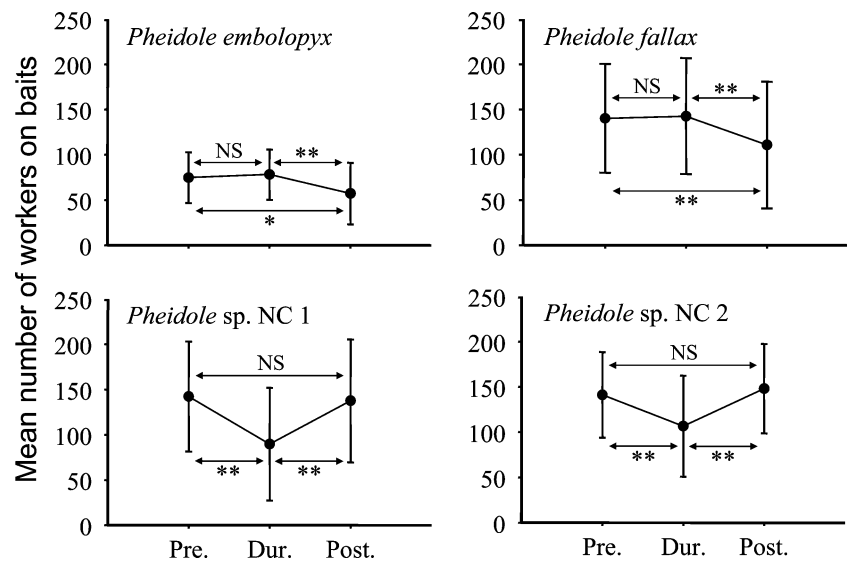 Mean number of workers on baits
Pheidole embolopyx
250
200
150
100
50
0
NS
**
*
Pheidole fallax
250
200
150
100
50
0
NS
**
**
Pheidole sp. NC 1
250
200
150
100
50
0
NS
**
**
Pre.
Dur.
Post.
Pheidole sp. NC 2
250
200
150
100
50
0
NS
**
**
Pre.
Dur.
Post.